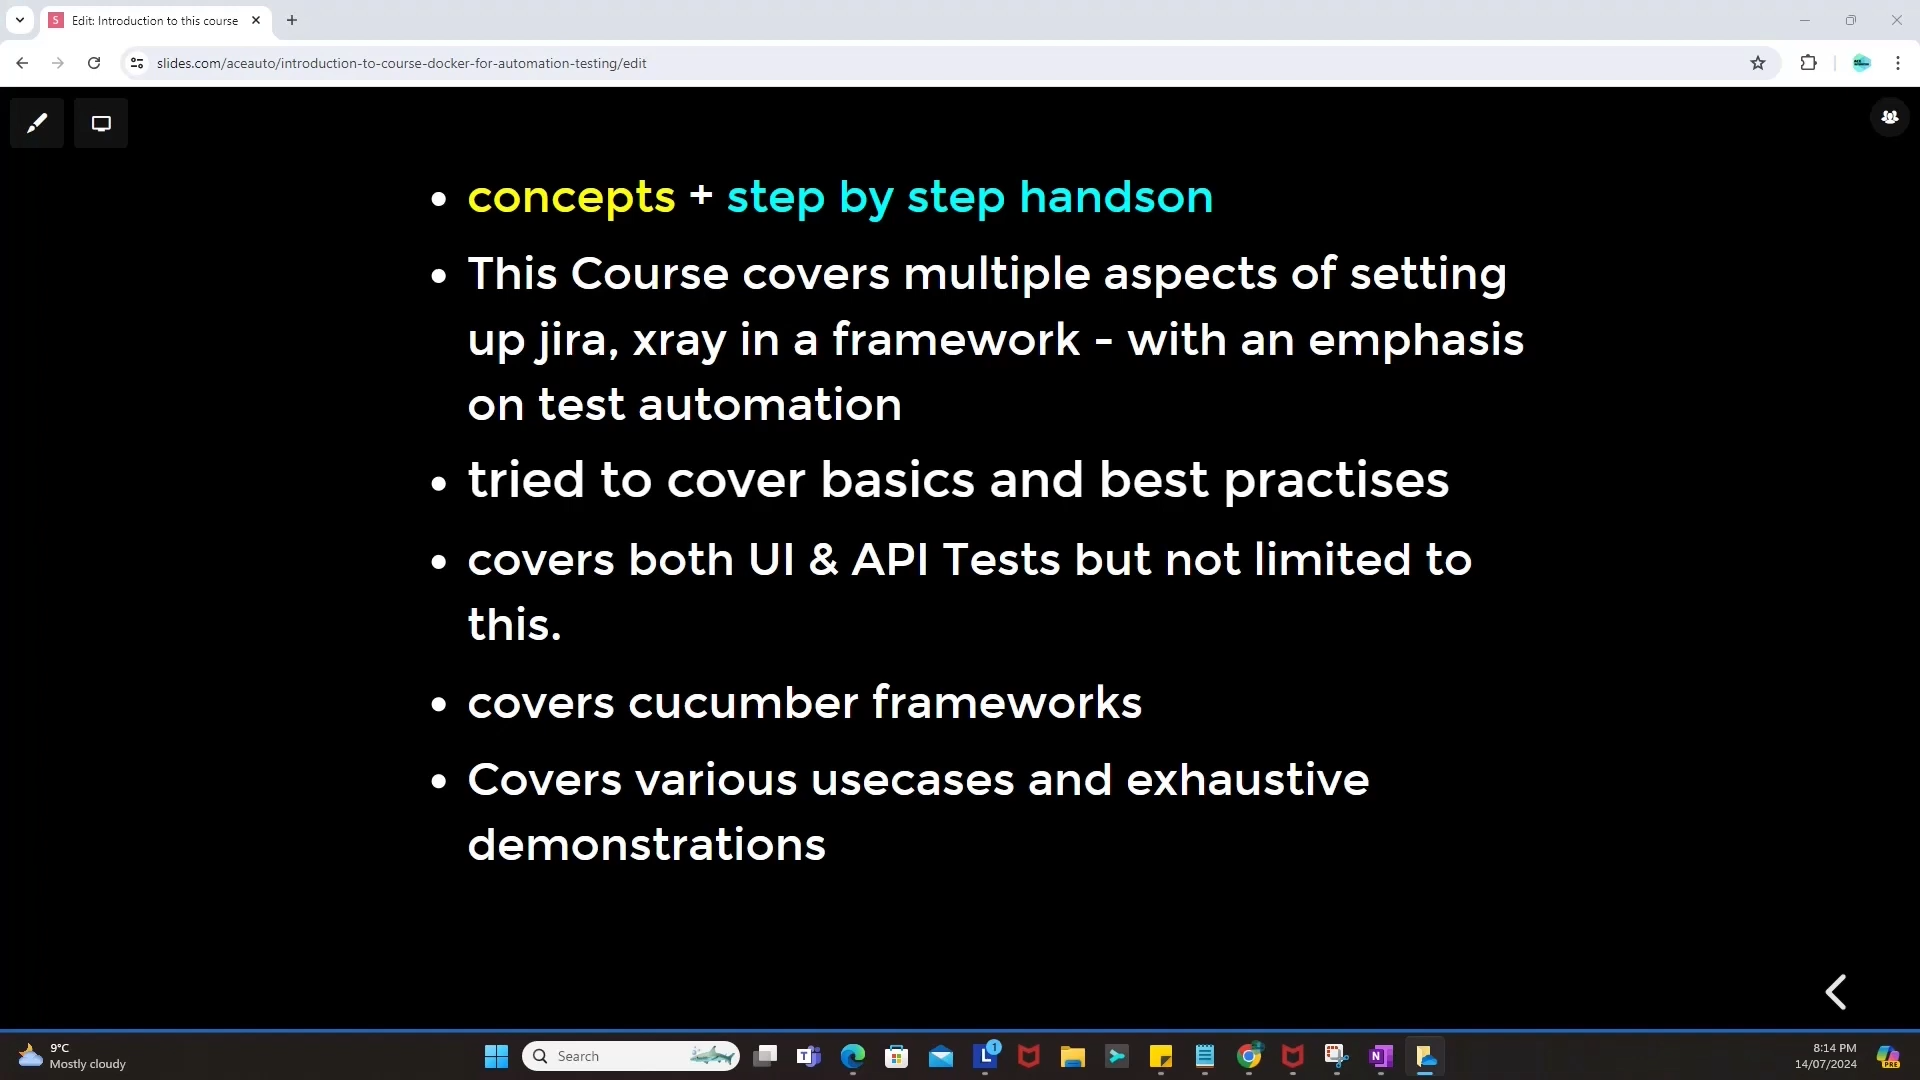 Edit: Introduction to this course
slides.com/aceauto/introduction-to-course-docker-for-automation-testing/edit
concepts + step by step handson
This Course covers multiple aspects of setting
up jira, xray in a framework - with an emphasis
on test automation
tried to cover basics and best practises
covers both UI & API Tests but not limited to
this.
covers cucumber frameworks
Covers various usecases and exhaustive
demonstrations
9°C
Mostly cloudy
Search
1
8:14 PM
14/07/2024